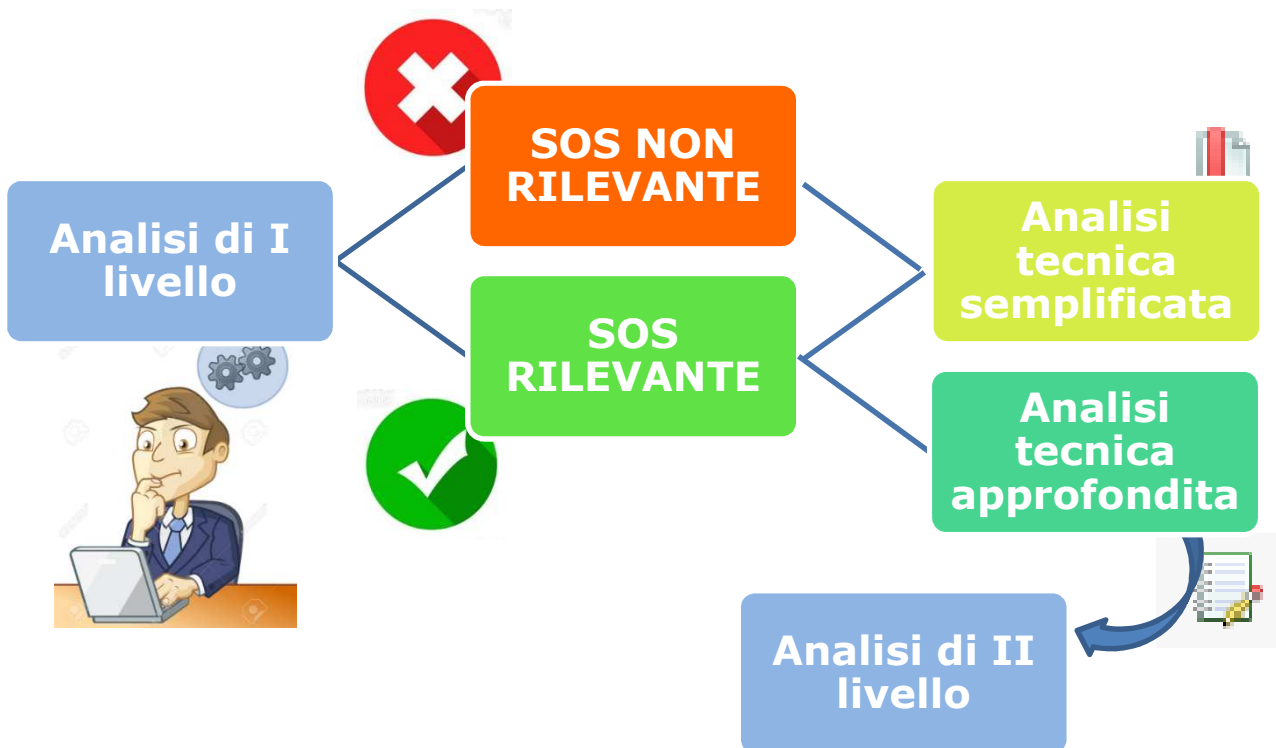 SOS NON
RILEVANTE
Analisi di I
livello
SOS
RILEVANTE
Analisi
tecnica
semplificata
Analisi
tecnica
approfondita
Analisi di II
livello